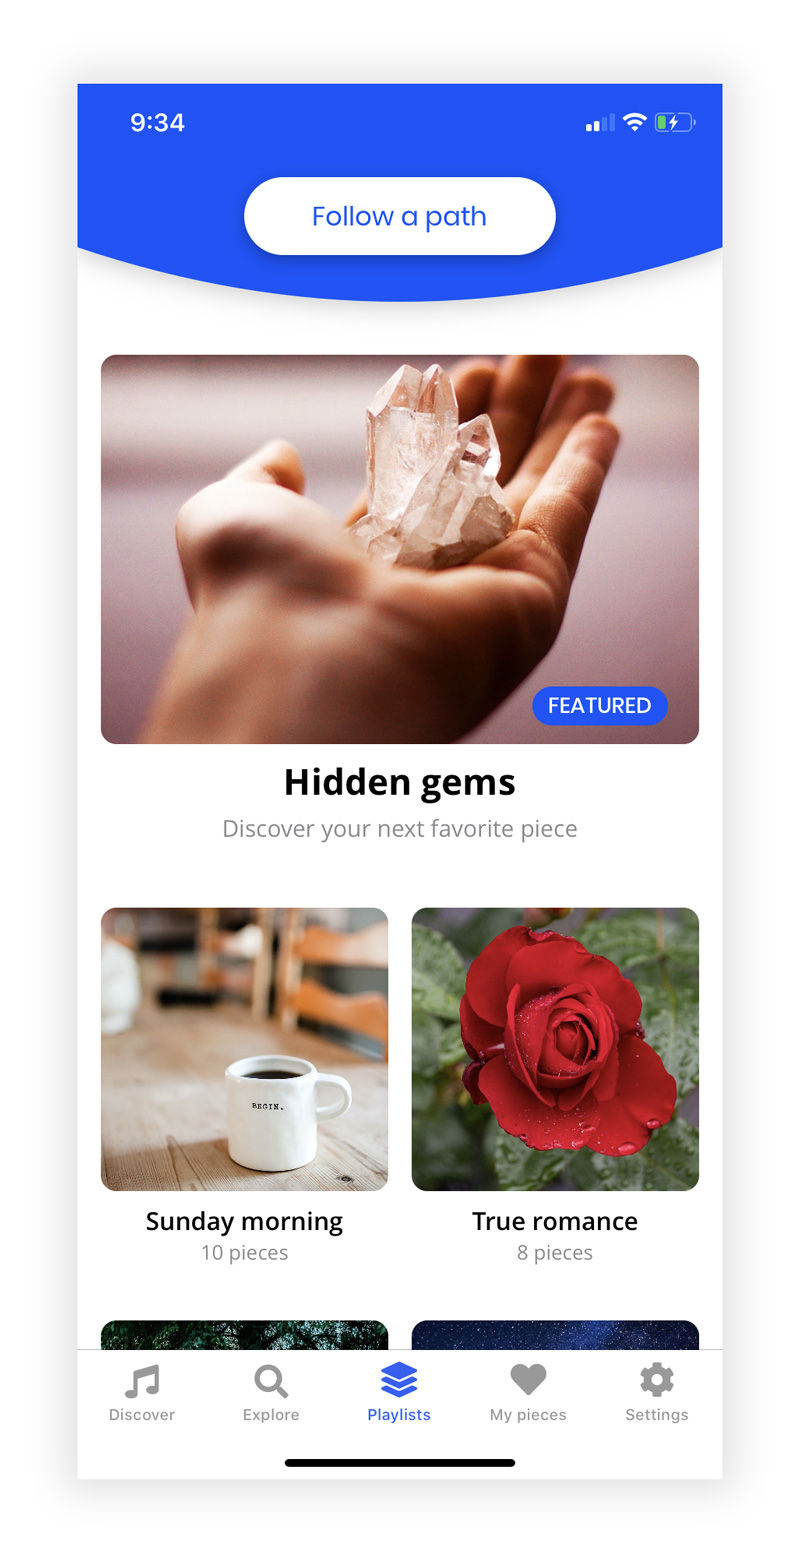 9:34
Follow a path
FEATURED
Hidden gems
Discover your next favorite piece
BEGIN.
Sunday morning
10 pieces
True romance
8 pieces
Discover
Explore
Playlists
My pieces
Settings